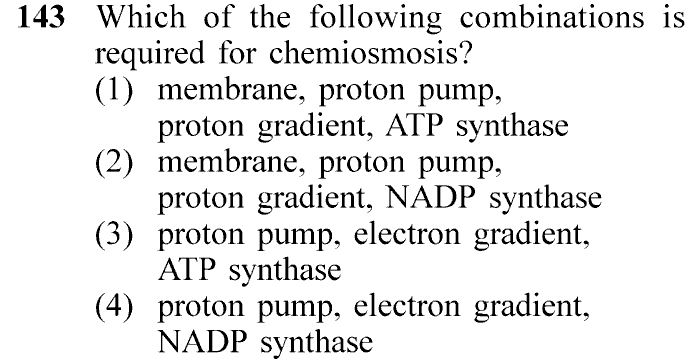 143 Which of the following combinations is
required for chemiosmosis?
(1) membrane, proton pump,
proton gradient, ATP synthase
(2) membrane, proton pump,
proton gradient, NADP synthase
(3) proton pump, electron gradient,
ATP synthase
(4) proton pump, electron gradient,
NADP synthase